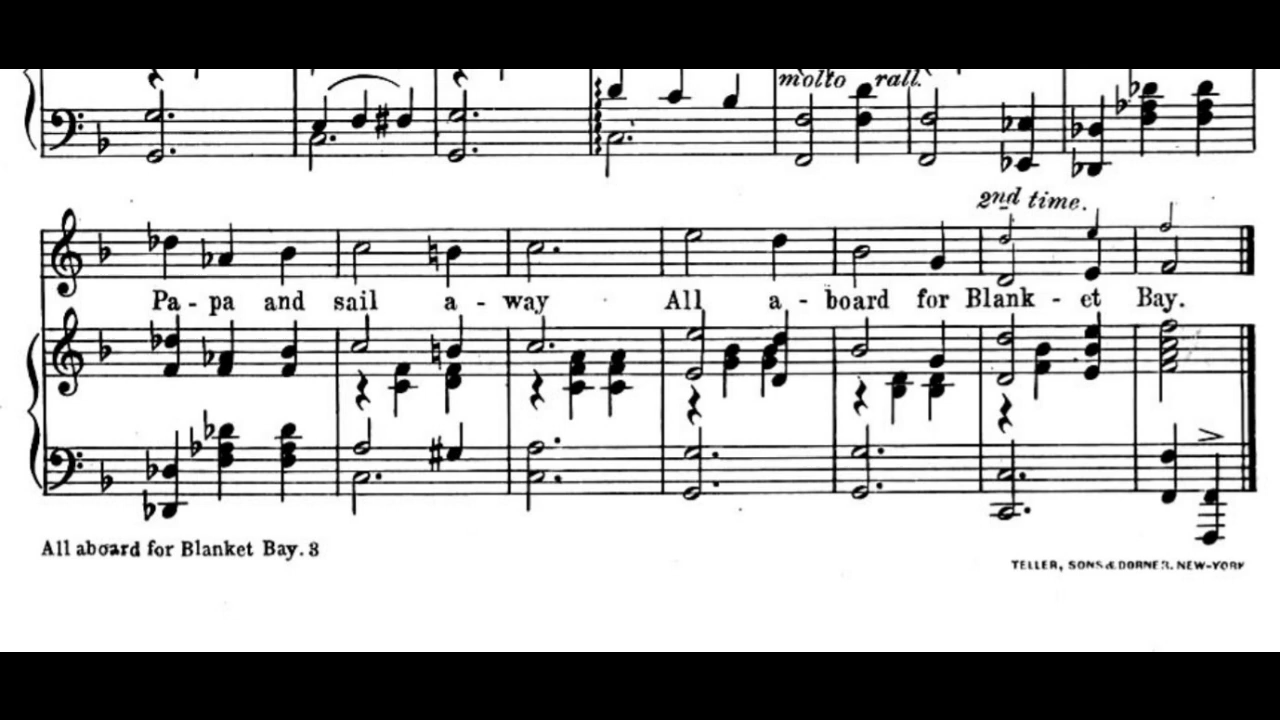 molto rall.
2nd time.
Pa - pa and sail a - way All a - board for Blank - et Bay.
All aboard for Blanket Bay. 3
TELLER, SONS & DORNER, NEW-YORK